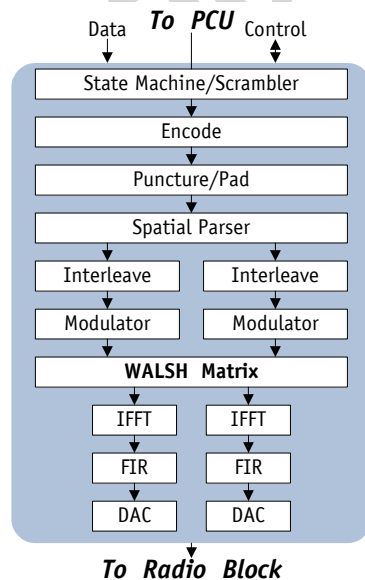 To PCU
Data Control
State Machine/Scrambler
Encode
Puncture/Pad
Spatial Parser
Interleave Interleave
Modulator Modulator
WALSH Matrix
IFFT IFFT
FIR FIR
DAC DAC
To Radio Block